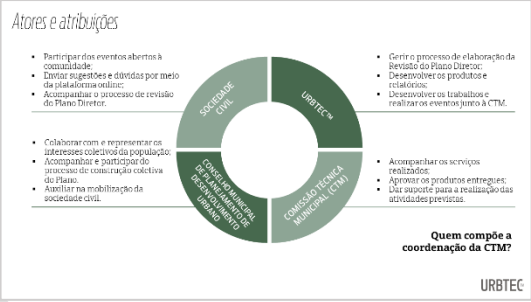 Atores e atribuições
▪ Participar dos eventos abertos à
comunidade;
▪ Enviar sugestões e dúvidas por meio
da plataforma online;
▪ Acompanhar o processo de revisão
do Plano Diretor.
SOCIEDADE
CIVIL
URBTEC™
▪ Gerir o processo de elaboração da
Revisão do Plano Diretor;
▪ Desenvolver os produtos e
relatórios;
▪ Desenvolver os trabalhos e
realizar os eventos junto à CTM.
▪ Colaborar com e representar os
interesses coletivos da população;
▪ Acompanhar e participar do
processo de construção coletiva
do Plano.
▪ Auxiliar na mobilização da
sociedade civil.
CONSELHO MUNICIPAL
DE PLANEJAMENTO DE
DESENVOLVIMENTO
URBANO
COMISSÃO TÉCNICA
MUNICIPAL (CTM)
▪ Acompanhar os serviços
realizados;
▪ Aprovar os produtos entregues;
▪ Dar suporte para a realização das
atividades previstas.
Quem compõe a
coordenação da CTM?
URBTEC